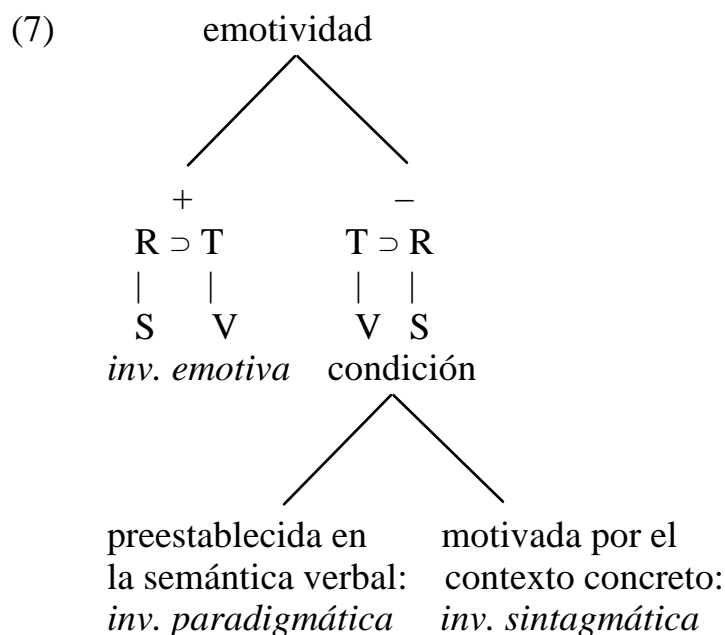 (7) emotividad
+ –
R ⊃ T T ⊃ R
| | | |
S V V S
inv. emotiva condición
preestablecida en motivada por el
la semántica verbal: contexto concreto:
inv. paradigmática inv. sintagmática